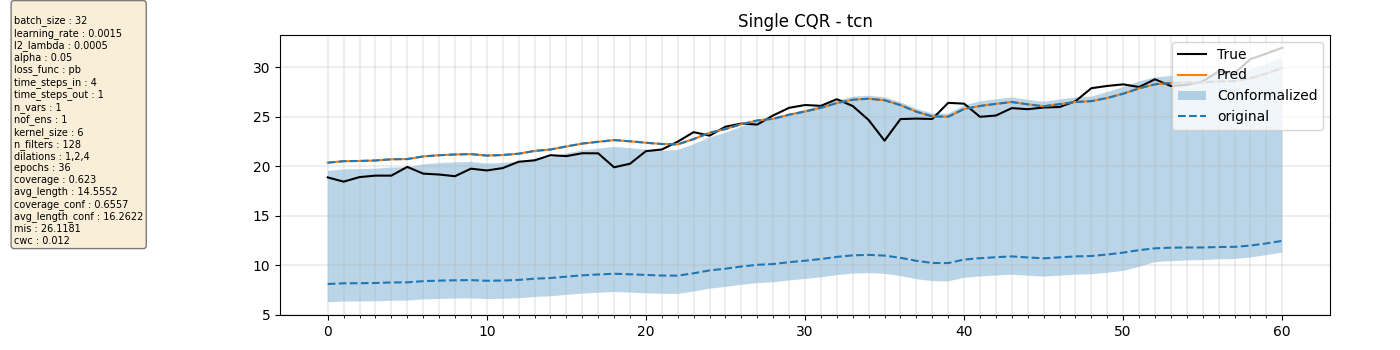 batch_size : 32
learning_rate : 0.0015
l2_lambda : 0.0005
alpha : 0.05
loss_func : pb
time_steps_in : 4
time_steps_out : 1
n_vars : 1
nof_ens : 1
kernel_size : 6
n_filters : 128
dilations : 1,2,4
epochs : 36
coverage : 0.623
avg_length : 14.5552
coverage_conf : 0.6557
avg_length_conf : 16.2622
mis : 26.1181
cwc : 0.012
Single CQR - tcn
30
25
20
15
10
5
0 10 20 30 40 50 60
True
Pred
Conformalized
original